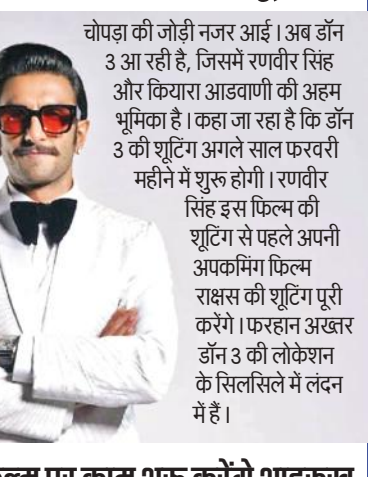 चोपड़ा की जोड़ी नजर आई। अब डॉन
3 आ रही है, जिसमें रणवीर सिंह
और कियारा आडवाणी की अहम
भूमिका है। कहा जा रहा है कि डॉन
3 की शूटिंग अगले साल फरवरी
महीने में शुरू होगी। रणवीर
सिंह इस फिल्म की
शूटिंग से पहले अपनी
अपकमिंग फिल्म
राक्षस की शूटिंग पूरी
करेंगे। फरहान अख्तर
डॉन 3 की लोकेशन
के सिलसिले में लंदन
में हैं।